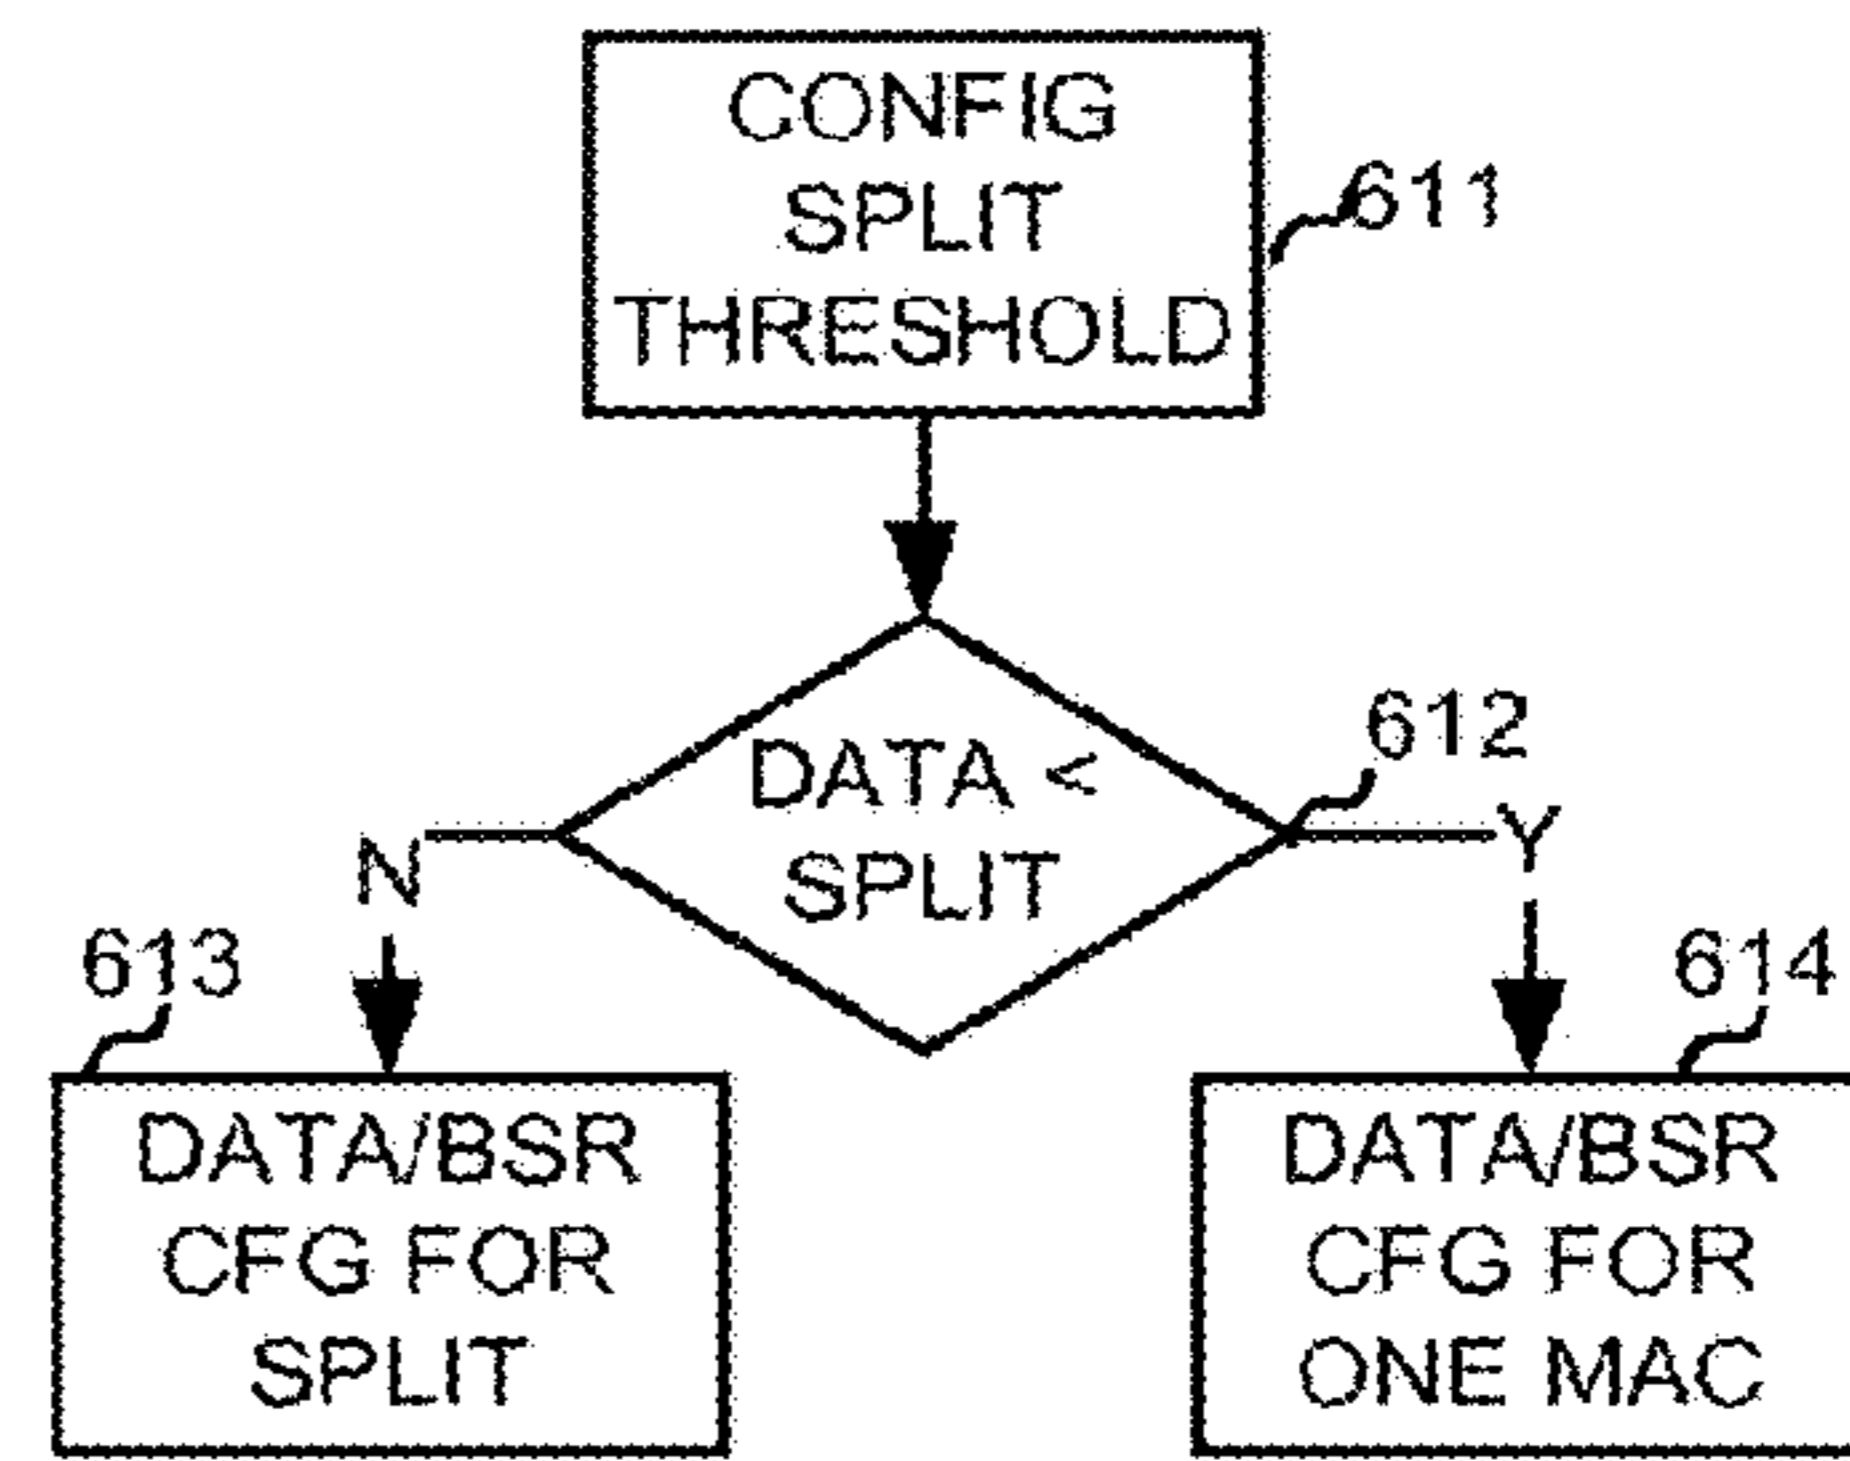 CONFIG
SPLIT
THRESHOLD
611
DATA <
SPLIT
612
N
Y
613
614
DATA/BSR
CFG FOR
SPLIT
DATA/BSR
CFG FOR
ONE MAC